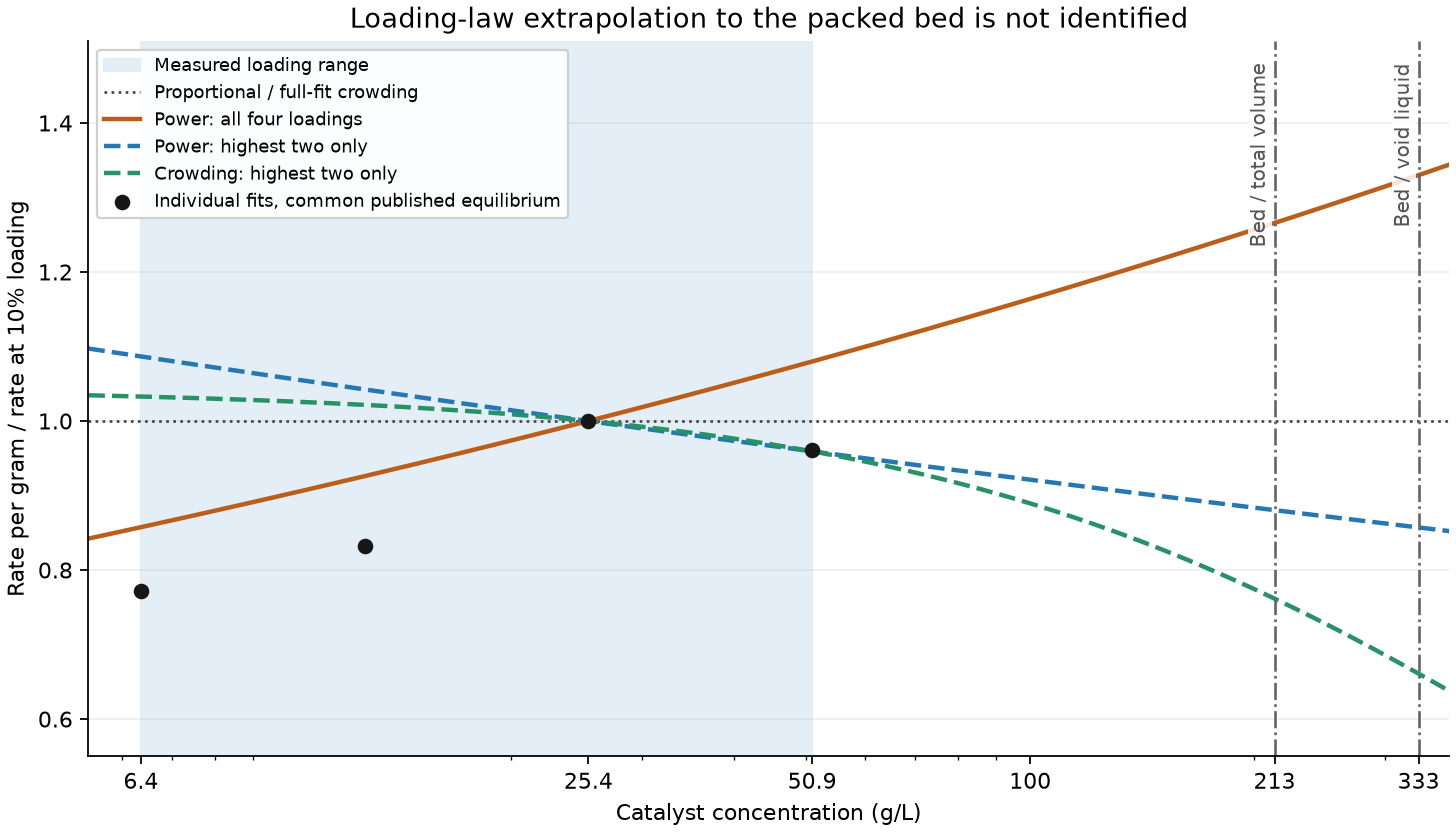 Loading-law extrapolation to the packed bed is not identified
Measured loading range
Proportional / full-fit crowding
Power: all four loadings
Power: highest two only
Crowding: highest two only
Individual fits, common published equilibrium
Bed / total volume
Bed / void liquid
Rate per gram / rate at 10% loading
1.4
1.2
1.0
0.8
0.6
6.4
25.4
50.9
100
213
333
Catalyst concentration (g/L)